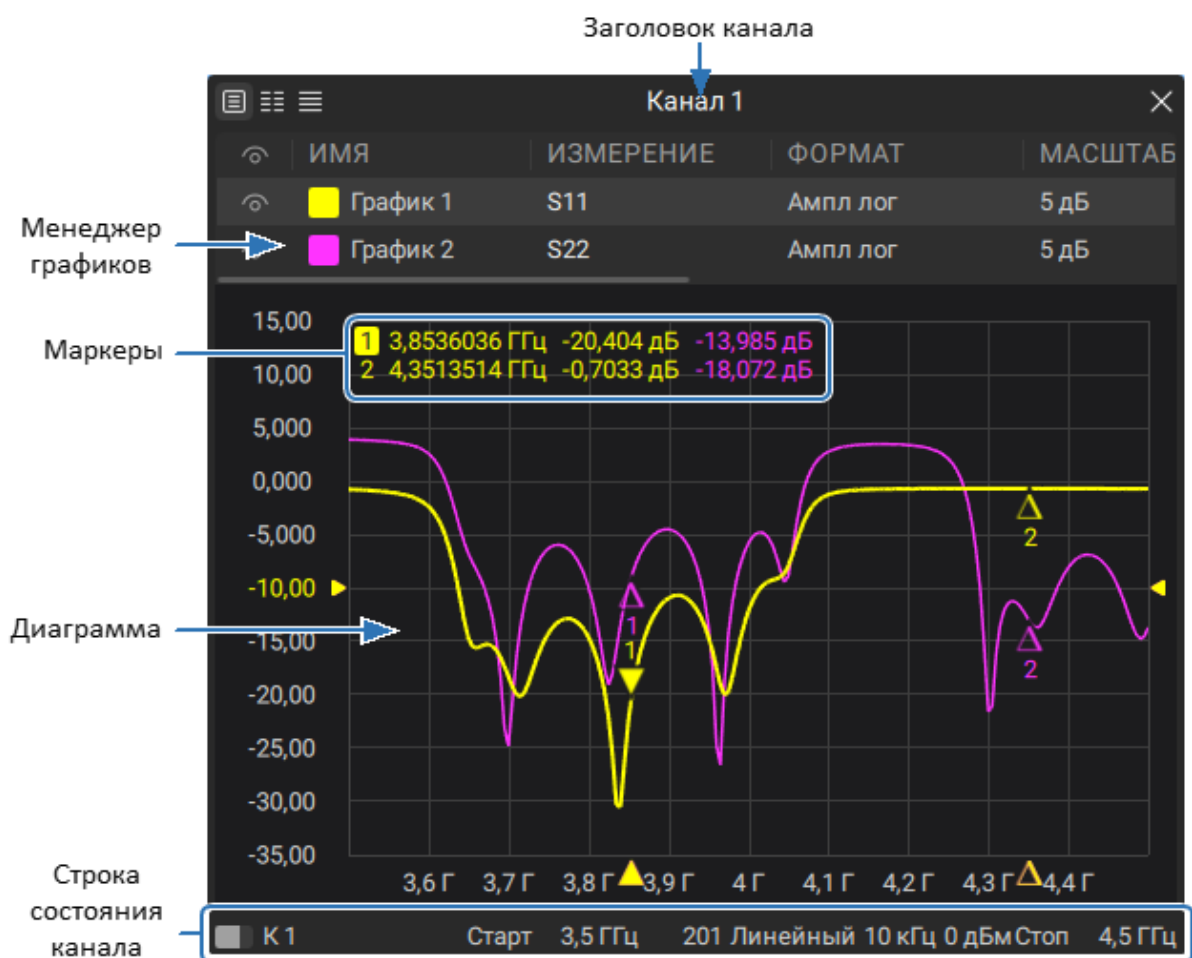 Заголовок канала
Канал 1
ИМЯ ИЗМЕРЕНИЕ ФОРМАТ МАСШТАБ
График 1 S11 Ампл лог 5 дБ
Менеджер графиков
График 2 S22 Ампл лог 5 дБ
Маркеры
1 3,8536036 ГГц -20,404 дБ -13,985 дБ
2 4,3513514 ГГц -0,7033 дБ -18,072 дБ
15,00
10,00
5,000
0,000
-5,000
-10,00
-15,00
-20,00
-25,00
-30,00
-35,00
2
1
1
2
Диаграмма
3,6 Г 3,7 Г 3,8 Г 3,9 Г 4 Г 4,1 Г 4,2 Г 4,3 Г 4,4 Г
Строка
состояния
канала
К 1 Старт 3,5 ГГц 201 Линейный 10 кГц 0 дБм Стоп 4,5 ГГц